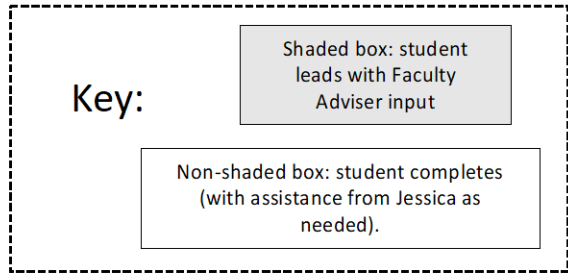 Shaded box: student
leads with Faculty
Adviser input
Key:
Non-shaded box: student completes
(with assistance from Jessica as
needed).